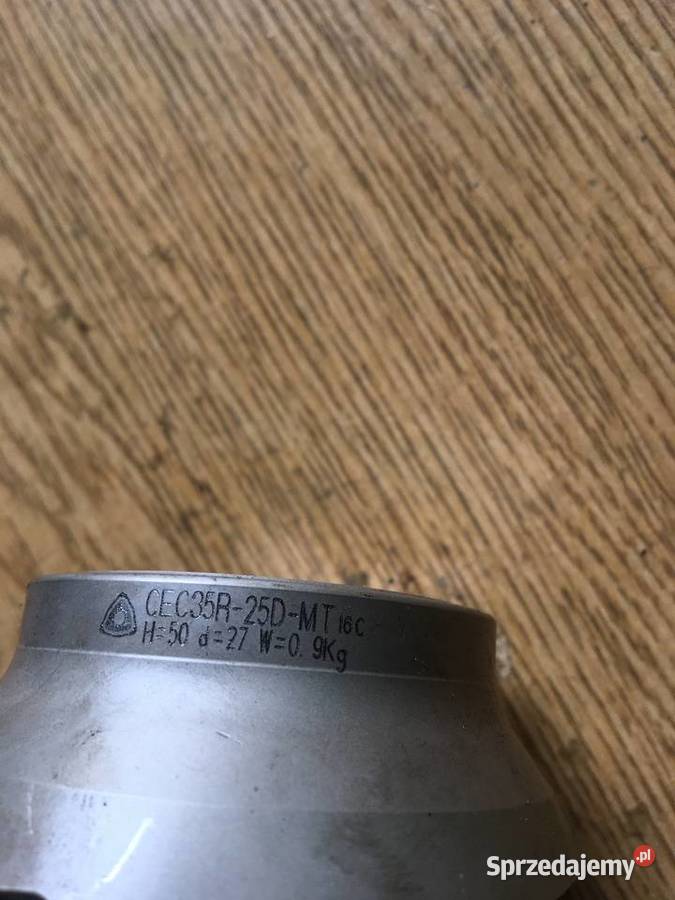 CEC35R-25D-MT 16C
H=50 d=27 W=0.9Kg
Sprzedajemy.pl